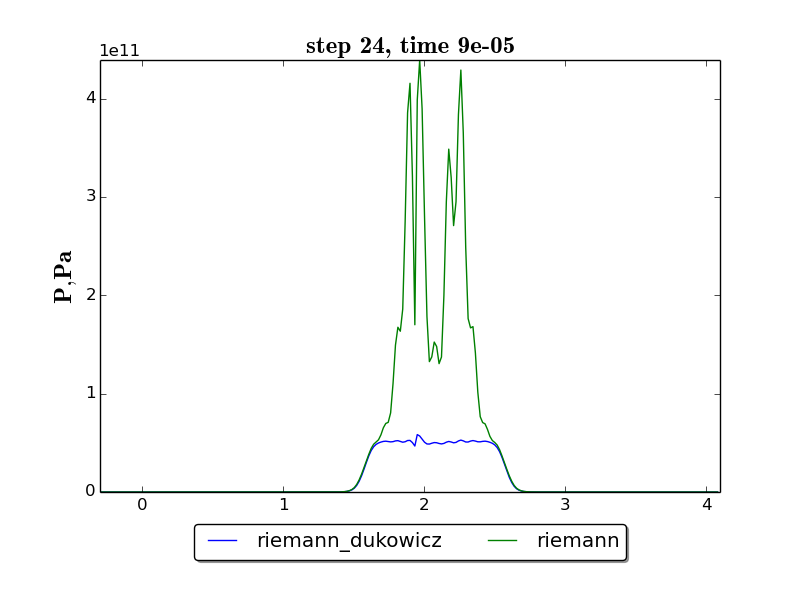 step 24, time 9e-05
1e11
4
3
2
1
0
P,Pa
0 1 2 3 4
riemann_dukowicz riemann